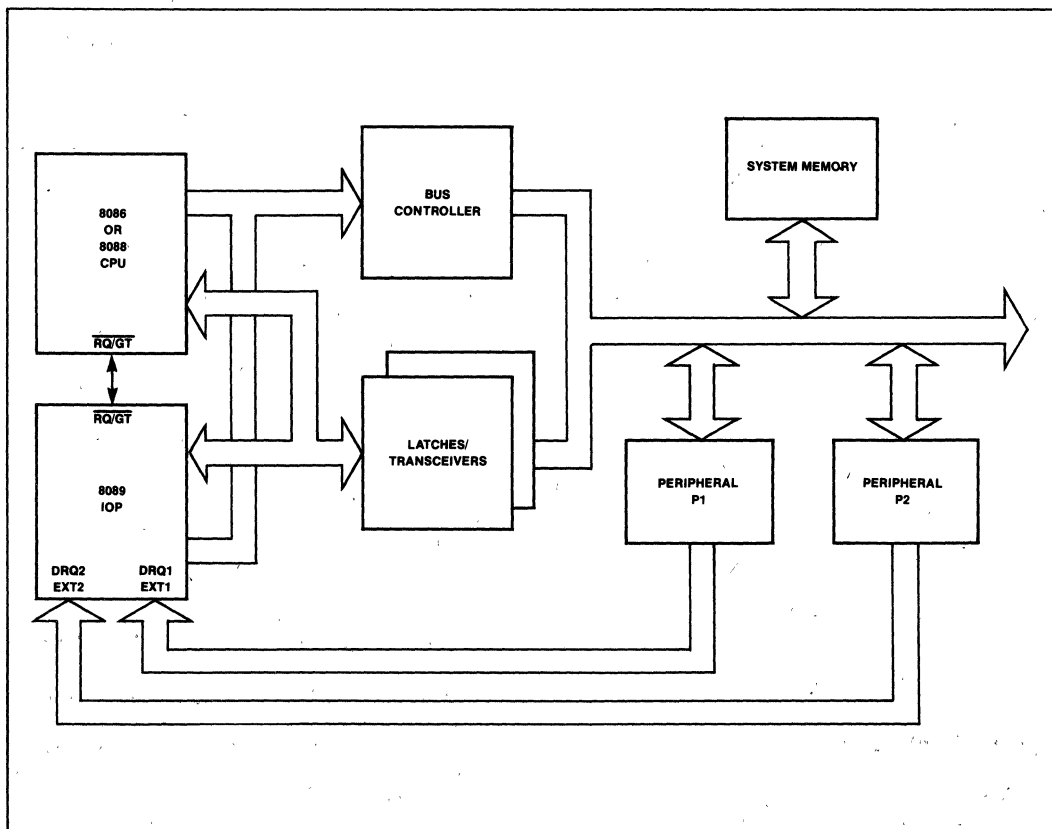 8086
OR
8088
CPU
RQ/GT
RQ/GT
8089
IOP
DRQ2
EXT2
DRQ1
EXT1
BUS
CONTROLLER
LATCHES/
TRANSCEIVERS
SYSTEM MEMORY
PERIPHERAL
P1
PERIPHERAL
P2